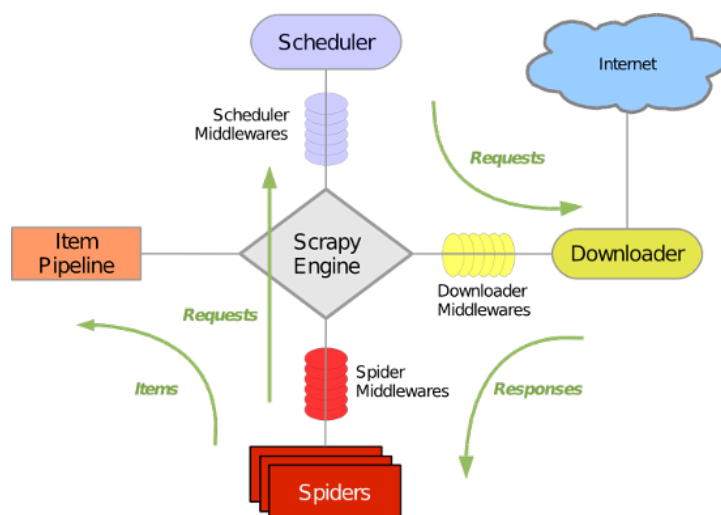 Scheduler
Internet
Scheduler
Middlewares
Requests
Item
Pipeline
Scrapy
Engine
Downloader
Downloader
Middlewares
Requests
Spider
Middlewares
Items
Responses
Spiders